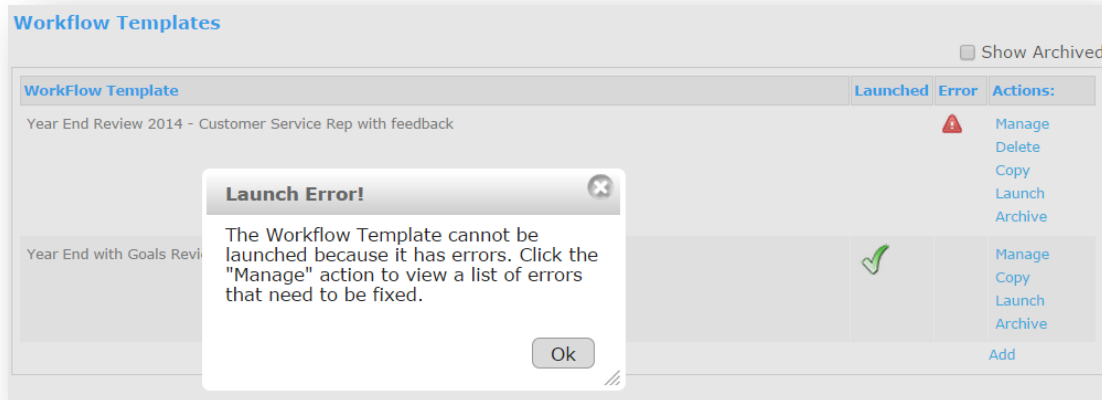 Workflow Templates
Show Archived
WorkFlow Template Launched Error Actions:
Year End Review 2014 - Customer Service Rep with feedback Manage
Delete
Copy
Launch
Archive
Launch Error!
The Workflow Template cannot be
launched because it has errors. Click the
"Manage" action to view a list of errors
that need to be fixed.
Ok
Year End with Goals Manage
Copy
Launch
Archive
Add